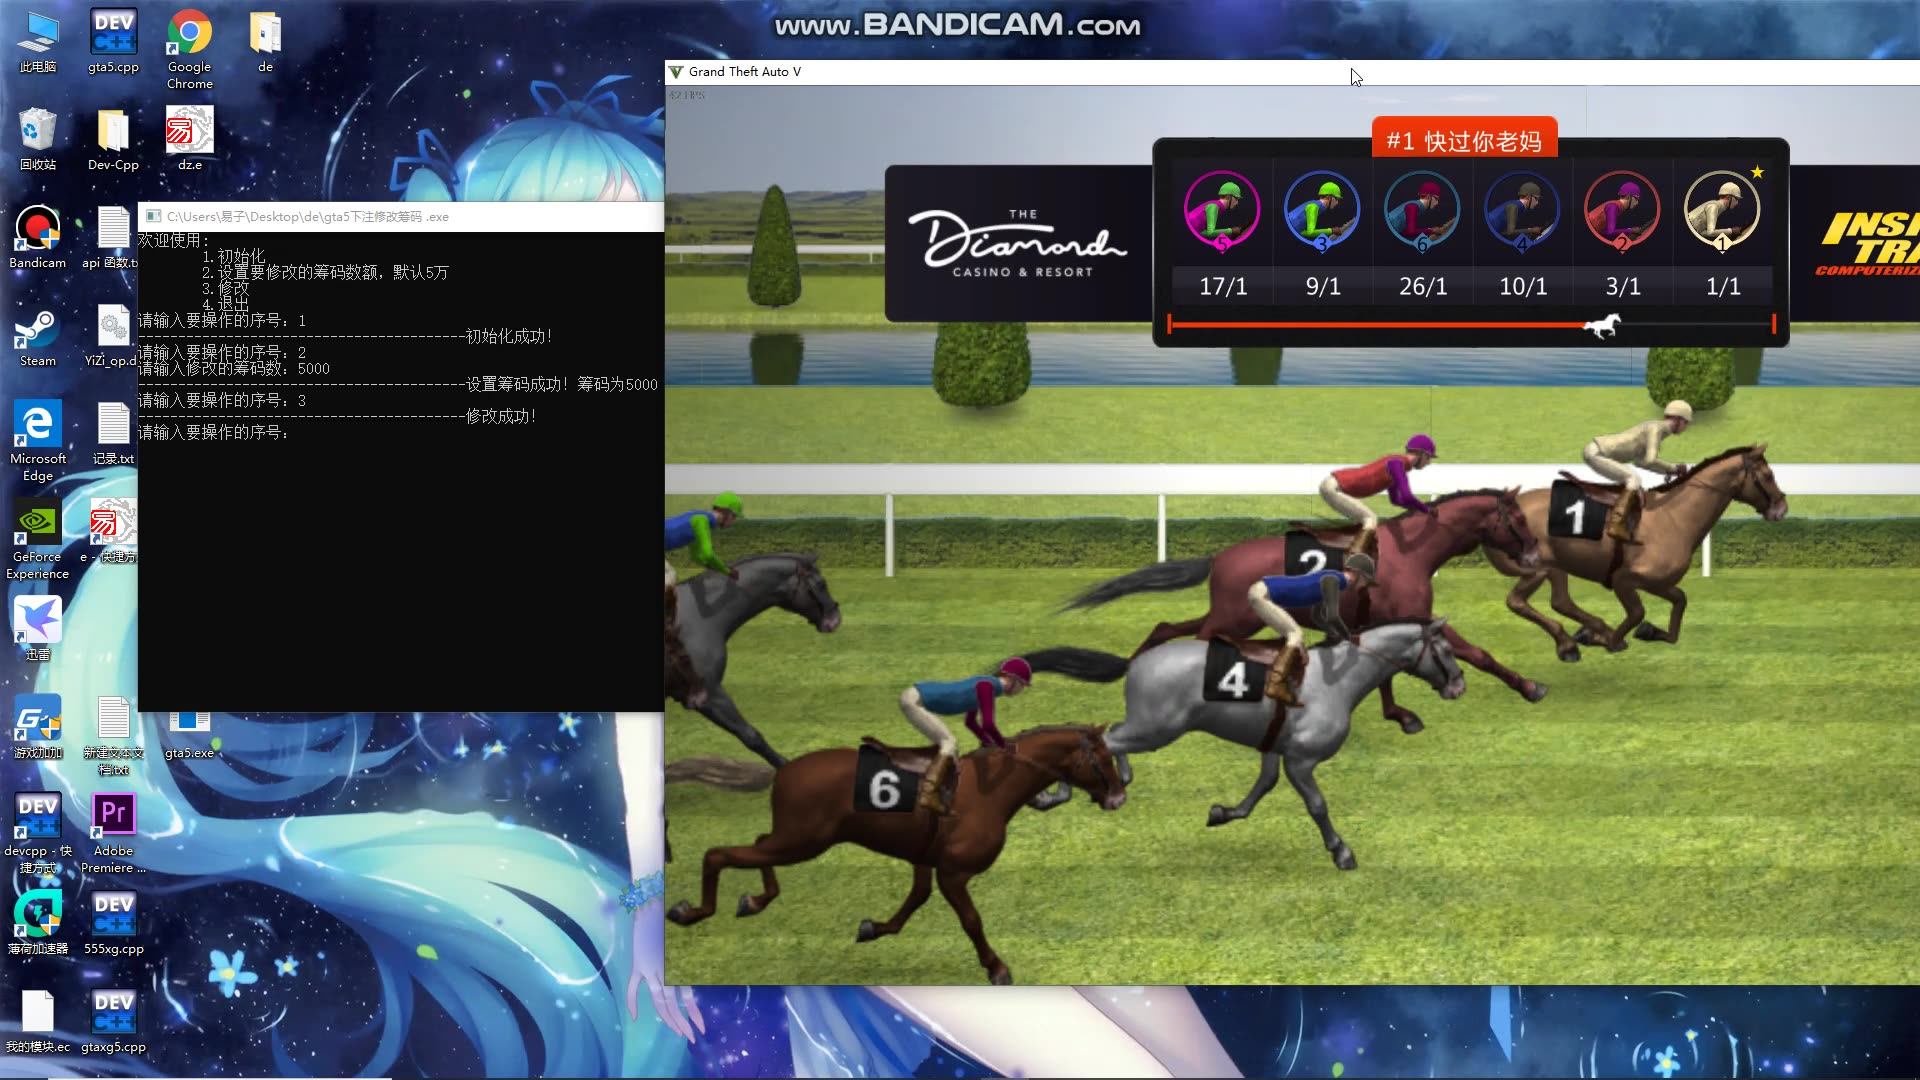 www.BANDICAM.com
此电脑
gta5.cpp
Google
Chrome
de
回收站
Dev-Cpp
dz.e
Bandicam
api 函数.t
Steam
YiZi_op.d
Microsoft
Edge
记录.txt
GeForce
Experience
e - 快捷方
迅雷
游戏加加
新建文本文
档.txt
gta5.exe
devcpp - 快
捷方式
Adobe
Premiere ...
薄荷加速器
555xg.cpp
我的模块.ec
gtaxg5.cpp
C:\Users\易子\Desktop\de\gta5下注修改筹码 .exe
欢迎使用:
1.初始化
2.设置要修改的筹码数额，默认5万
3.修改
4.退出
请输入要操作的序号: 1
-----------------------------------------初始化成功!
请输入要操作的序号: 2
请输入修改的筹码数: 5000
-----------------------------------------设置筹码成功! 筹码为5000
请输入要操作的序号: 3
-----------------------------------------修改成功!
请输入要操作的序号:
Grand Theft Auto V
#1 快过你老妈
THE
Diamond
CASINO & RESORT
5 3 6 4 2 1
17/1 9/1 26/1 10/1 3/1 1/1
1
2
4
6
DEV
C++
DEV
C++
DEV
C++
DEV
C++
Pr
易
易